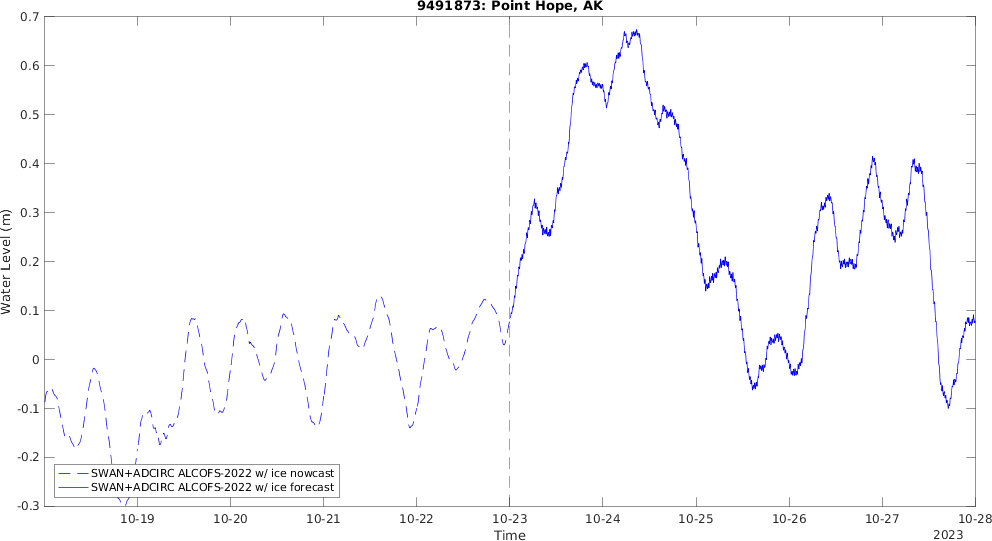 9491873: Point Hope, AK
0.7
0.6
0.5
0.4
0.3
0.2
0.1
0
-0.1
-0.2
-0.3
Water Level (m)
SWAN+ADCIRC ALCOFS-2022 w/ ice nowcast
SWAN+ADCIRC ALCOFS-2022 w/ ice forecast
10-19 10-20 10-21 10-22 10-23 10-24 10-25 10-26 10-27 10-28
Time
2023